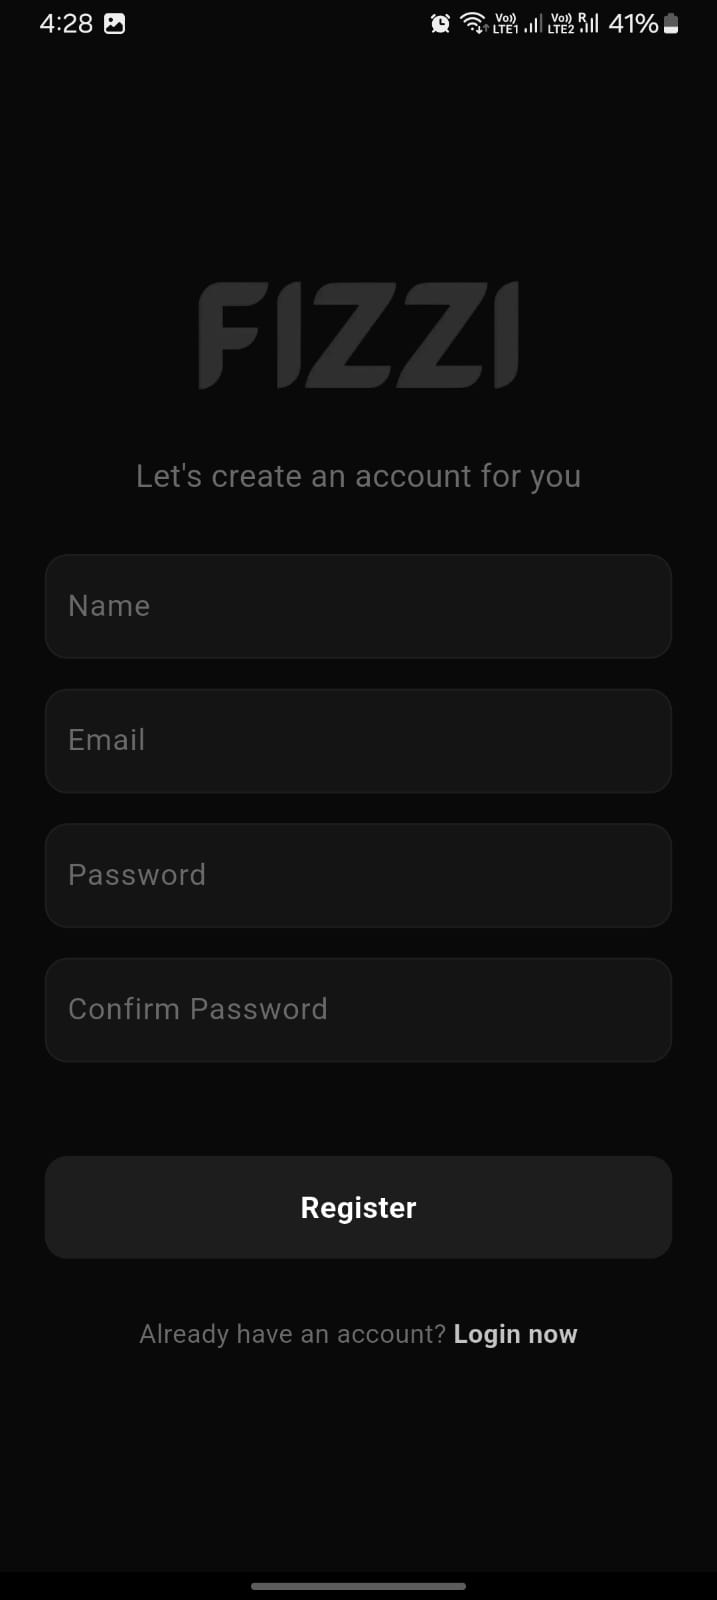 4:28 Vo)) LTE1 Vo)) LTE2 R 41%
FIZZI
Let's create an account for you
Name
Email
Password
Confirm Password
Register
Already have an account? Login now